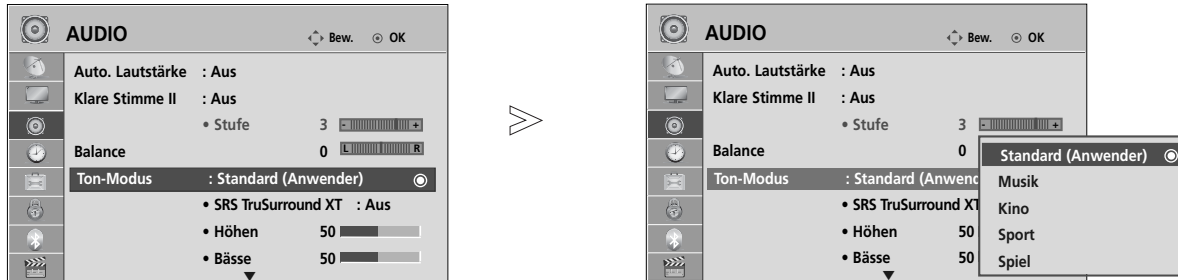 AUDIO
Bew. OK
Auto. Lautstärke : Aus
Klare Stimme II : Aus
• Stufe 3 - +
Balance 0 L R
Ton-Modus : Standard (Anwender)
• SRS TruSurround XT : Aus
• Höhen 50
• Bässe 50
>
AUDIO
Bew. OK
Auto. Lautstärke : Aus
Klare Stimme II : Aus
• Stufe 3 - +
Balance 0
Ton-Modus : Standard (Anwend
• SRS TruSurround XT
• Höhen 50
• Bässe 50
Standard (Anwender)
Musik
Kino
Sport
Spiel